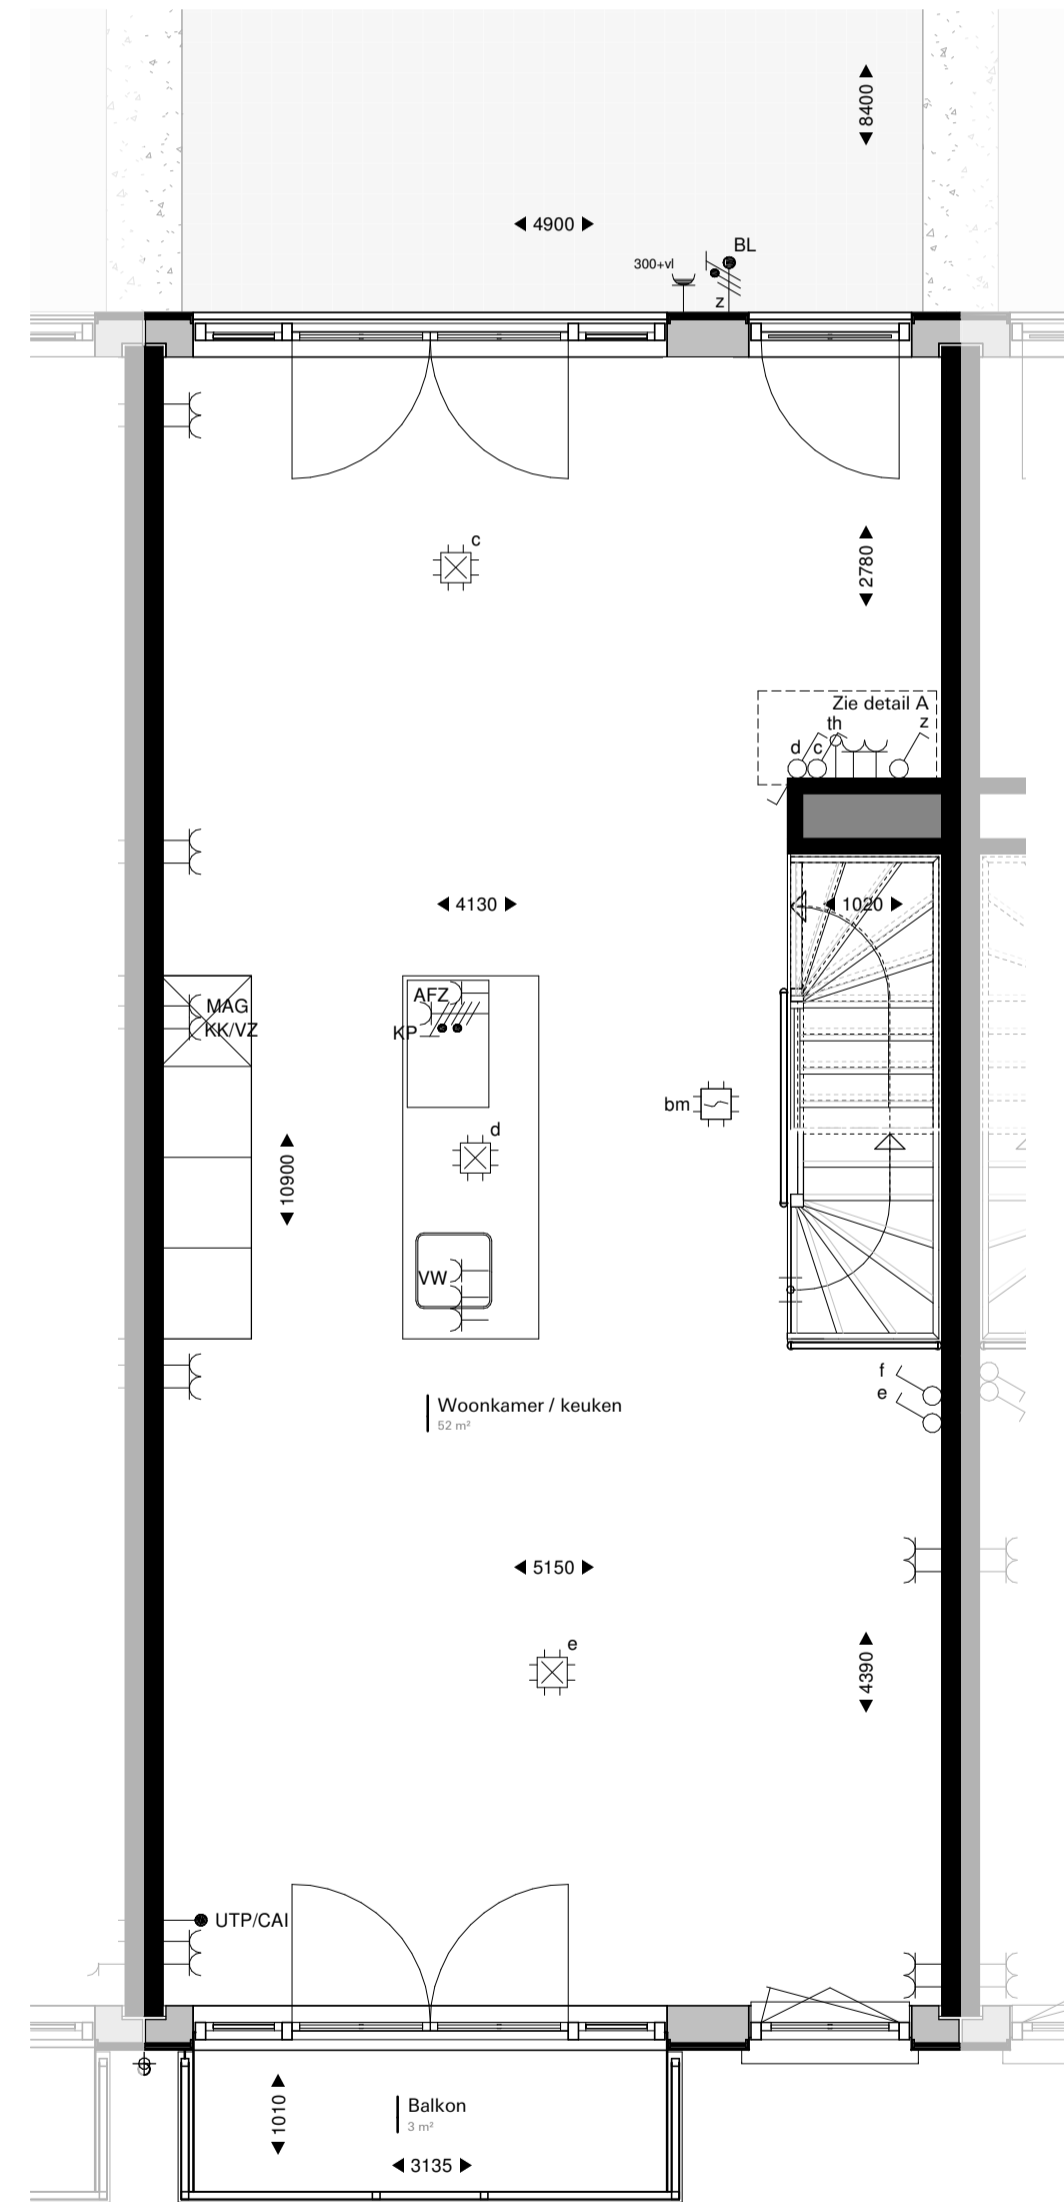 8400
4900
BL
300+vl
z
c
2780
Zie detail A
th
z
d
c
4130
1020
MAG
KK/VZ
AFZ
KP
bm
d
10900
VW
f
e
Woonkamer / keuken
52 m²
5150
e
4390
UTP/CAI
1010
Balkon
3 m²
3135